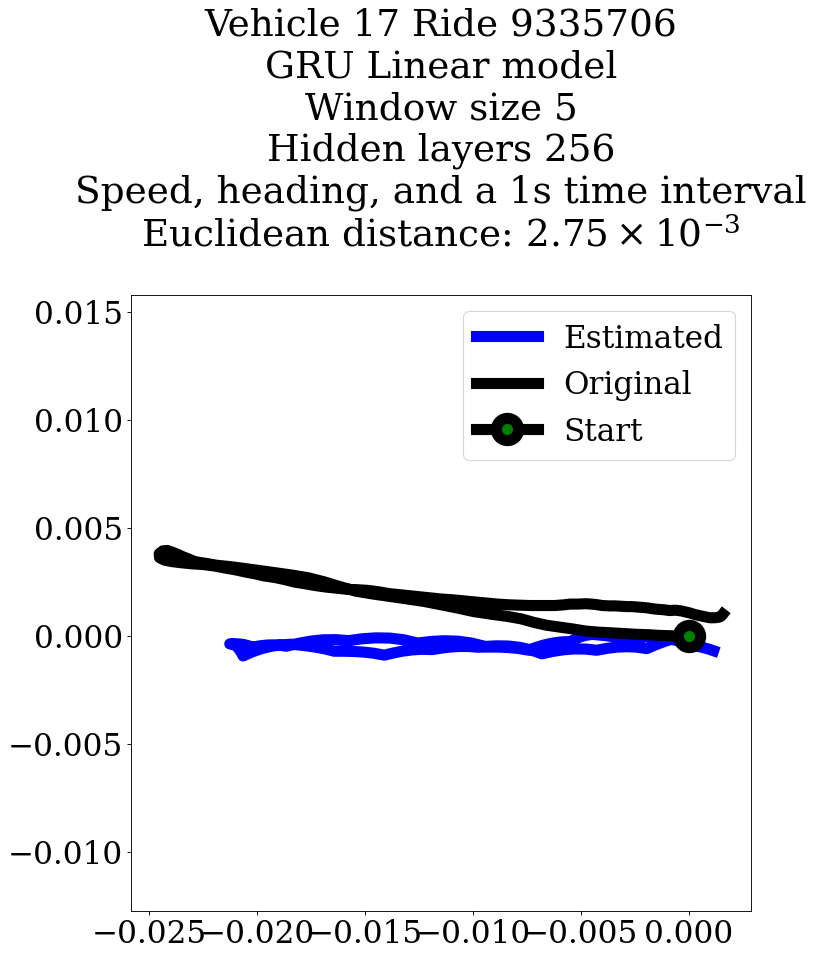 Vehicle 17 Ride 9335706
GRU Linear model
Window size 5
Hidden layers 256
Speed, heading, and a 1s time interval
Euclidean distance: 2.75 × 10⁻³
0.015
0.010
0.005
0.000
−0.005
−0.010
Estimated
Original
Start
−0.025 −0.020 −0.015 −0.010 −0.005 0.000